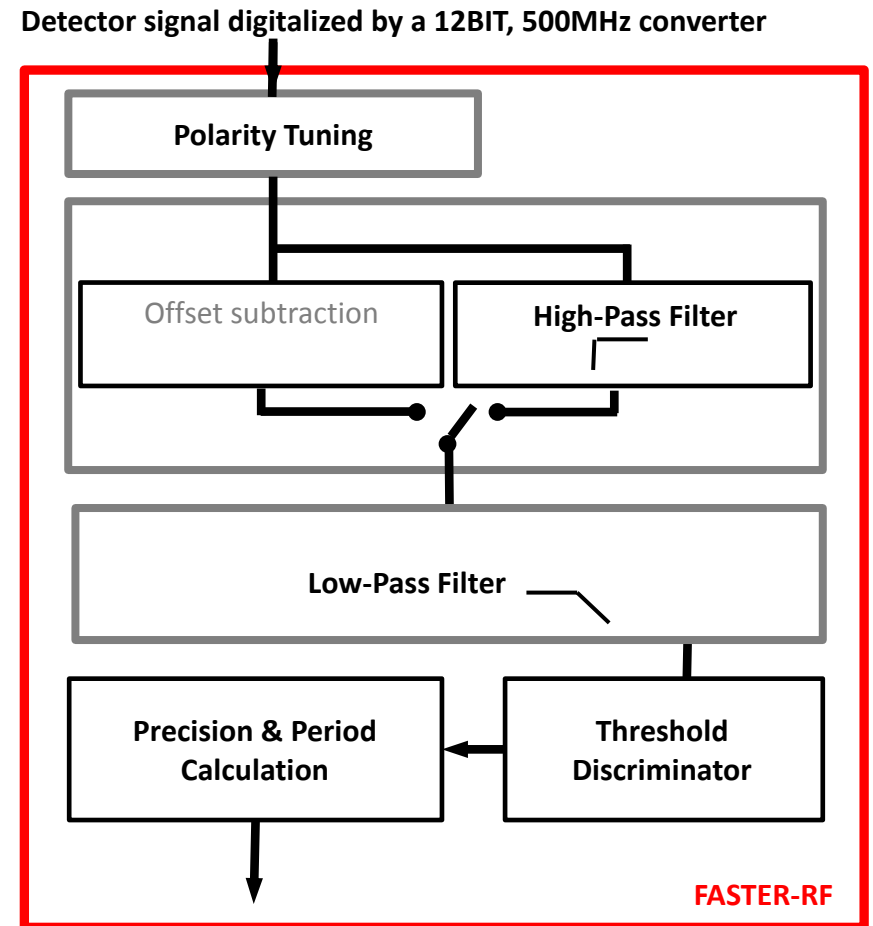 Detector signal digitalized by a 12BIT, 500MHz converter
Polarity Tuning
Offset subtraction
High-Pass Filter
Low-Pass Filter
Precision & Period
Calculation
Threshold
Discriminator
FASTER-RF